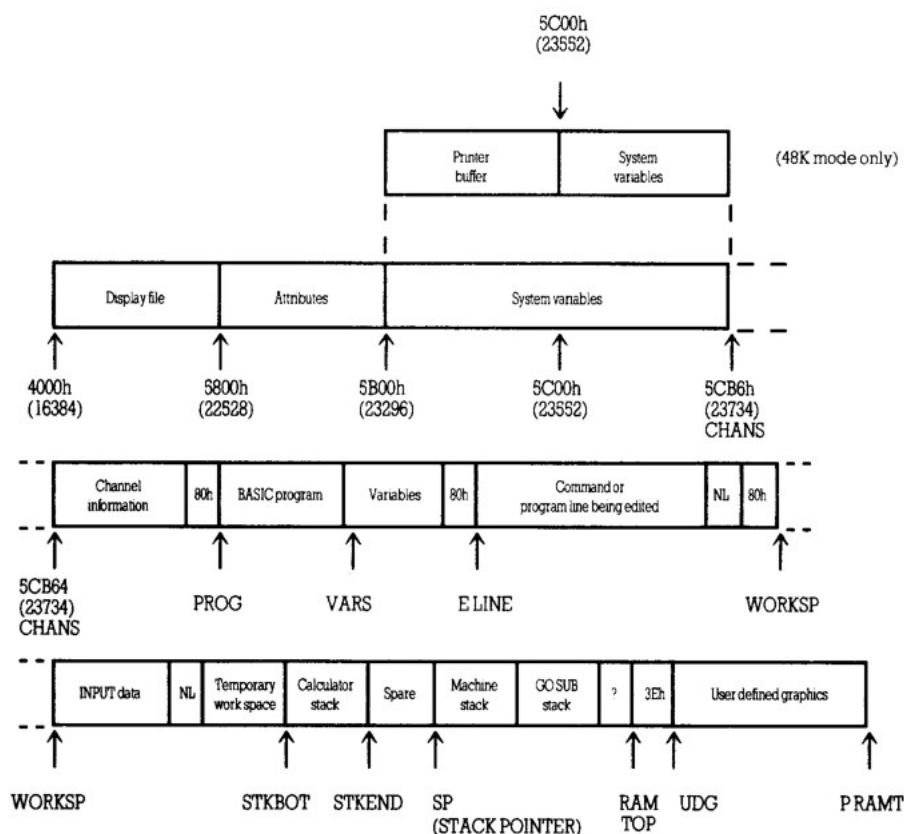 5C00h
(23552)
Printer
buffer
System
variables
(48K mode only)
Display file
Attributes
System variables
4000h
(16384)
5800h
(22528)
5B00h
(23296)
5C00h
(23552)
5CB6h
(23734)
CHANS
Channel
information
80h
BASIC program
Variables
80h
Command or
program line being edited
NL
80h
5CB64
(23734)
CHANS
PROG
VARS
E LINE
WORKSP
INPUT data
NL
Temporary
work space
Calculator
stack
Spare
Machine
stack
GO SUB
stack
?
3Eh
User defined graphics
WORKSP
STKBOT
STKEND
SP
(STACK POINTER)
RAM
TOP
UDG
P RAMT